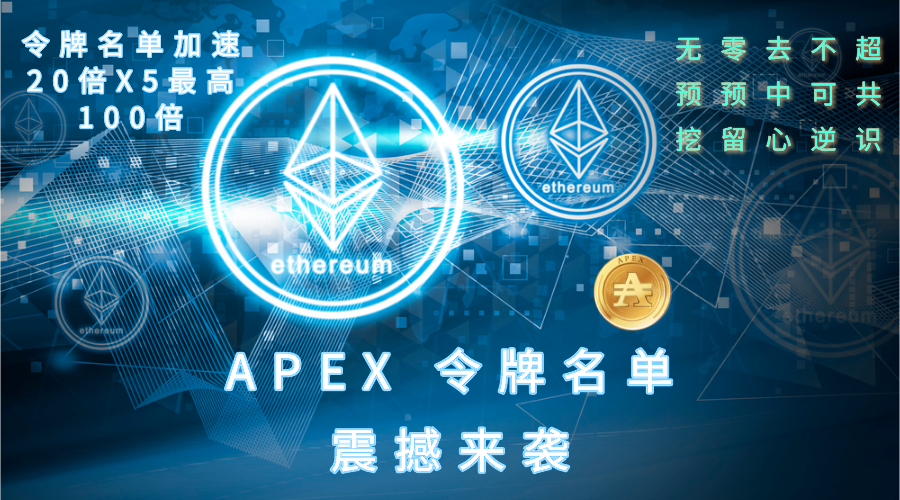 令牌名单加速
20倍X5最高
100倍
无预挖
零预留
去中心
不可逆
超共识
ethereum
ethereum
ethereum
ethereum
APEX
APEX 令牌名单
震撼来袭